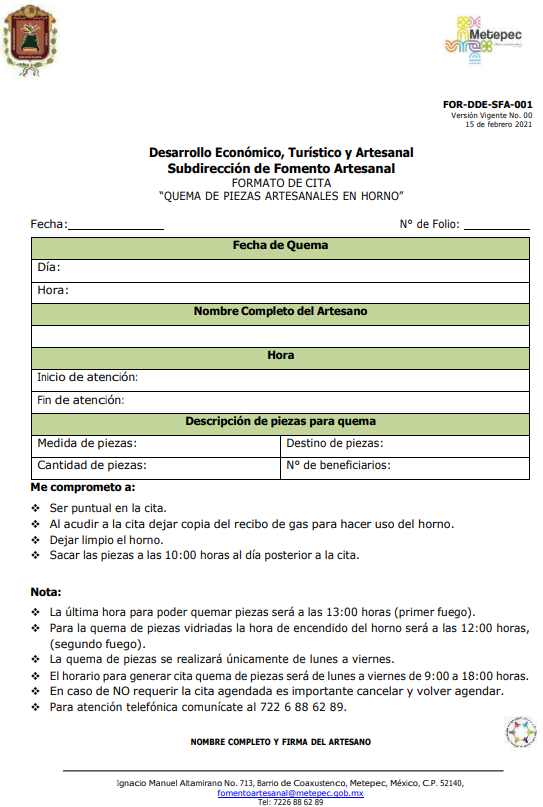 Metepec
FOR-DDE-SFA-001
Versión Vigente No. 00
15 de febrero 2021
Desarrollo Económico, Turístico y Artesanal
Subdirección de Fomento Artesanal
FORMATO DE CITA
“QUEMA DE PIEZAS ARTESANALES EN HORNO”
Fecha: N° de Folio:
Fecha de Quema
Día:
Hora:
Nombre Completo del Artesano
Hora
Inicio de atención:
Fin de atención:
Descripción de piezas para quema
Medida de piezas: Destino de piezas:
Cantidad de piezas: N° de beneficiarios:
Me comprometo a:
❖ Ser puntual en la cita.
❖ Al acudir a la cita dejar copia del recibo de gas para hacer uso del horno.
❖ Dejar limpio el horno.
❖ Sacar las piezas a las 10:00 horas al día posterior a la cita.
Nota:
❖ La última hora para poder quemar piezas será a las 13:00 horas (primer fuego).
❖ Para la quema de piezas vidriadas la hora de encendido del horno será a las 12:00 horas,
(segundo fuego).
❖ La quema de piezas se realizará únicamente de lunes a viernes.
❖ El horario para generar cita quema de piezas será de lunes a viernes de 9:00 a 18:00 horas.
❖ En caso de NO requerir la cita agendada es importante cancelar y volver agendar.
❖ Para atención telefónica comunícate al 722 6 88 62 89.
NOMBRE COMPLETO Y FIRMA DEL ARTESANO
Ignacio Manuel Altamirano No. 713, Barrio de Coaxustenco, Metepec, México, C.P. 52140,
fomentoartesanal@metepec.gob.mx
Tel: 7226 88 62 89